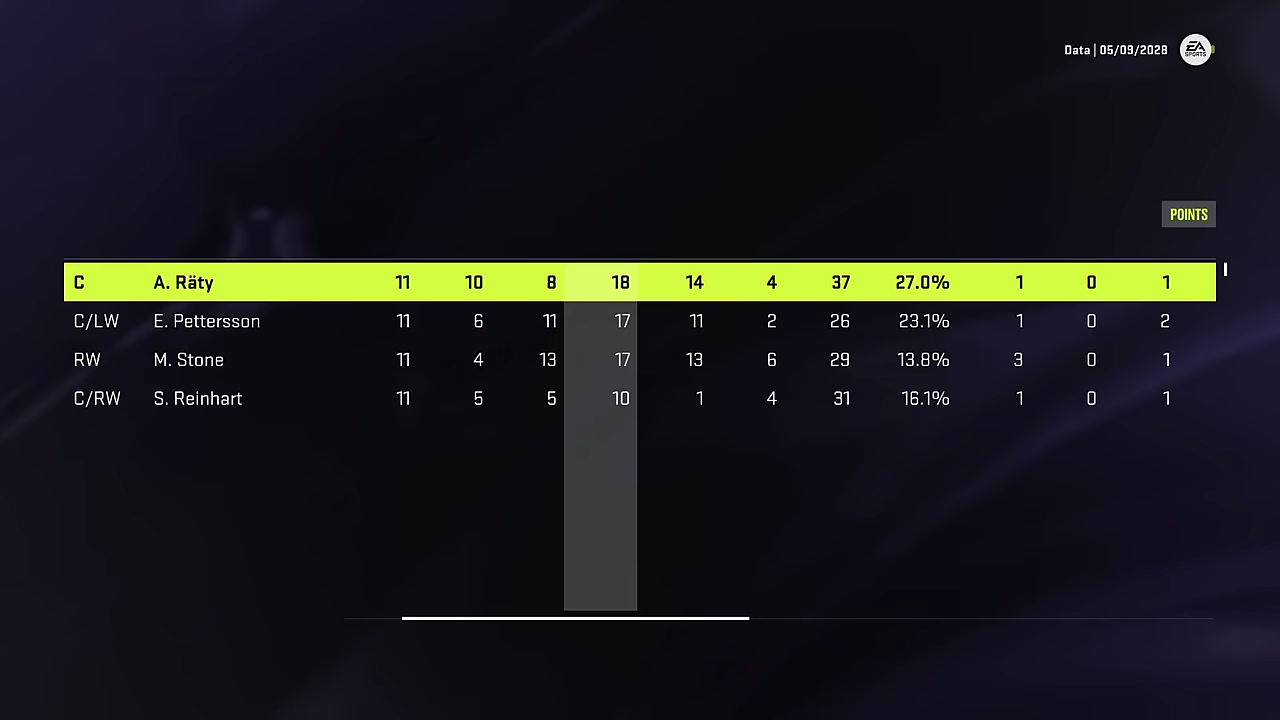 Data | 05/09/2028 EA SPORTS
POINTS
C A. Räty 11 10 8 18 14 4 37 27.0% 1 0 1
C/LW E. Pettersson 11 6 11 17 11 2 26 23.1% 1 0 2
RW M. Stone 11 4 13 17 13 6 29 13.8% 3 0 1
C/RW S. Reinhart 11 5 5 10 1 4 31 16.1% 1 0 1